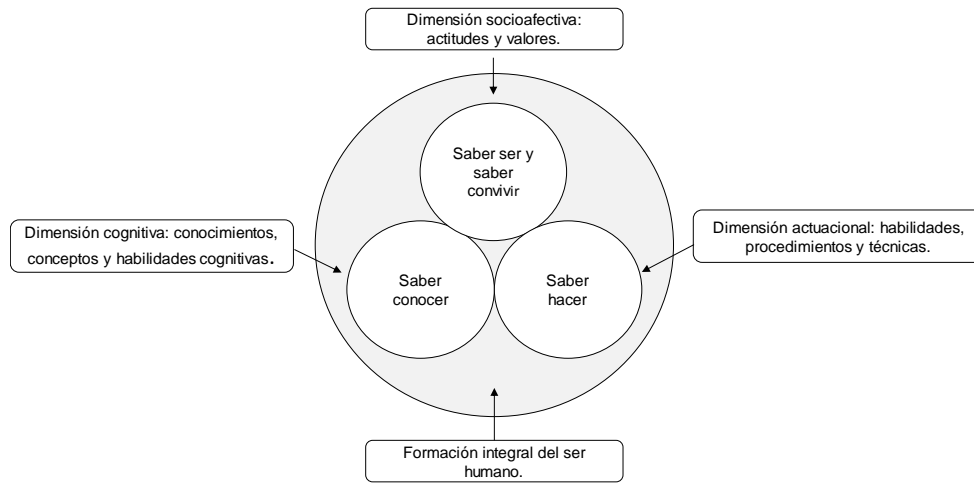 Dimensión socioafectiva:
actitudes y valores.
Saber ser y
saber
convivir
Dimensión cognitiva: conocimientos,
conceptos y habilidades cognitivas.
Dimensión actuacional: habilidades,
procedimientos y técnicas.
Saber
conocer
Saber
hacer
Formación integral del ser
humano.